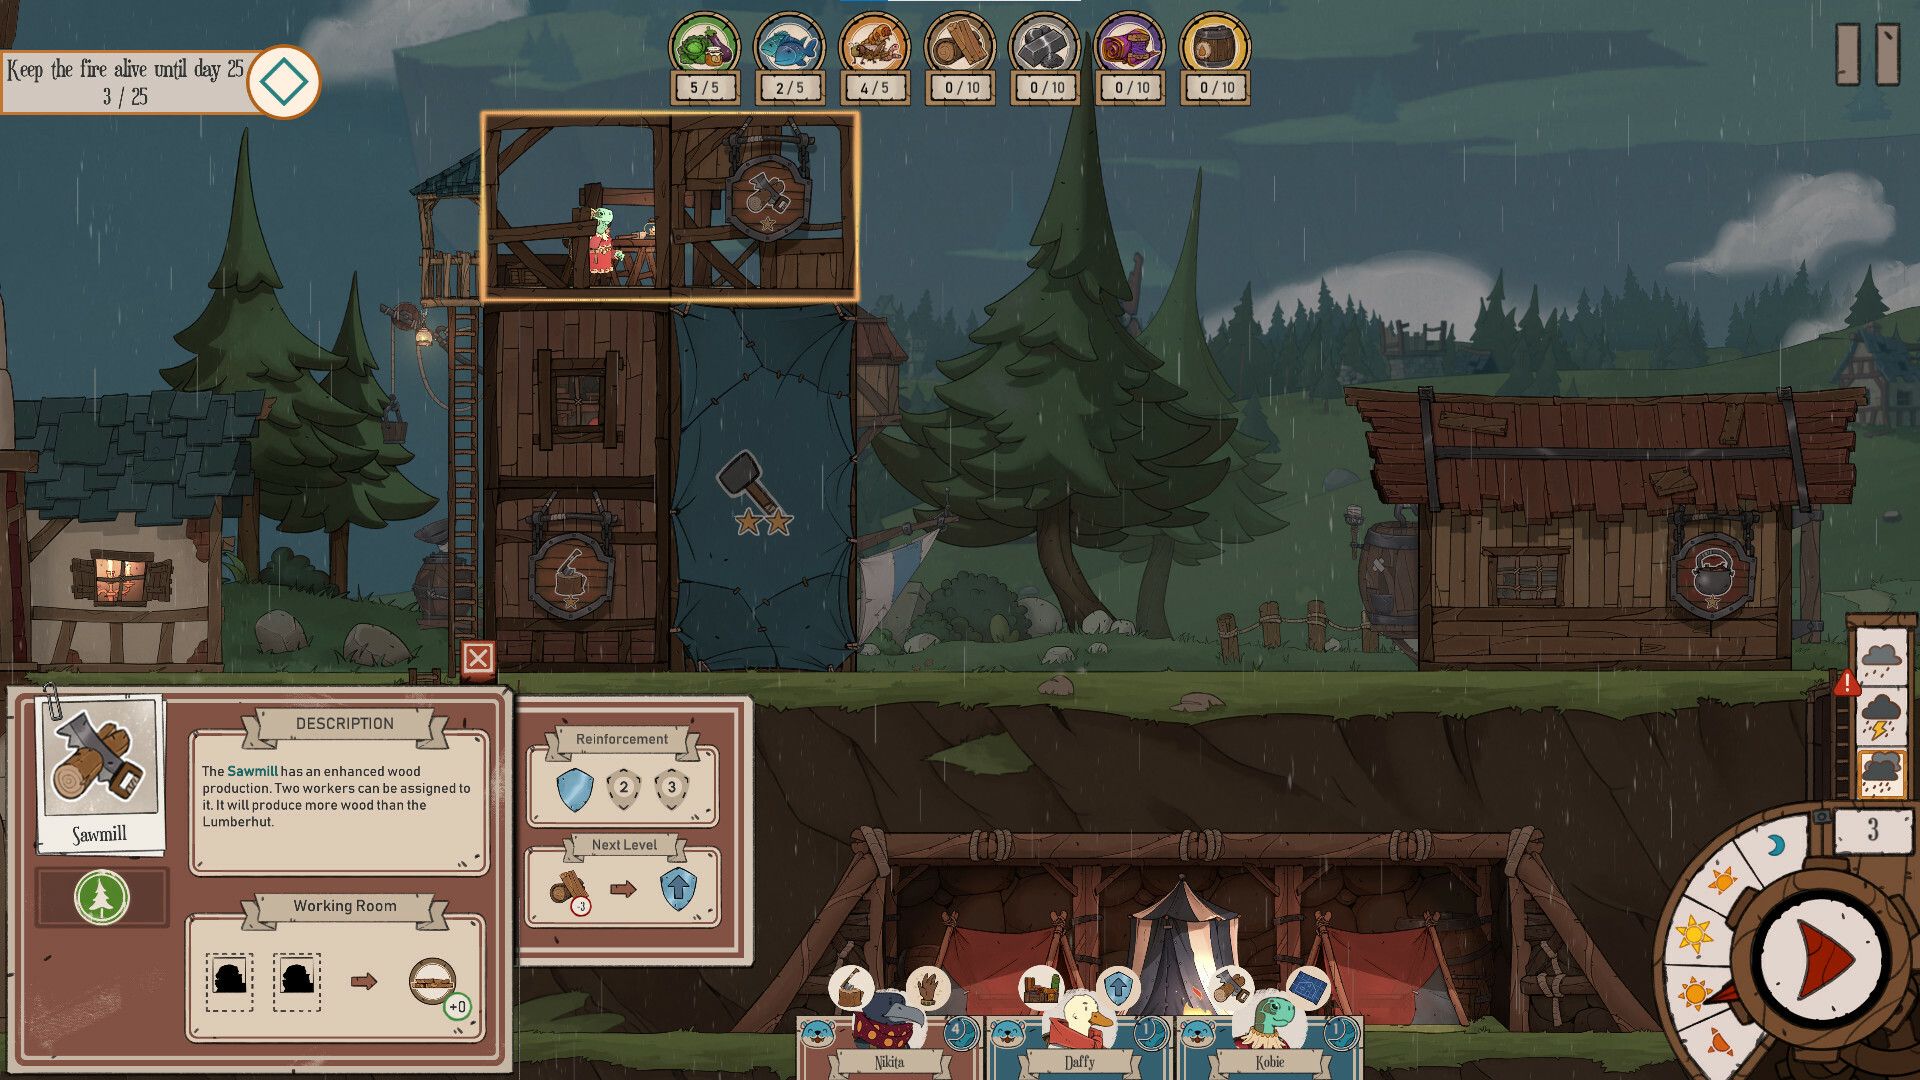 Keep the fire alive until day 25
3 / 25
5 / 5
2 / 5
4 / 5
0 / 10
0 / 10
0 / 10
0 / 10
DESCRIPTION
The Sawmill has an enhanced wood
production. Two workers can be assigned to
it. It will produce more wood than the
Lumberhut.
Sawmill
Working Room
+0
Reinforcement
2
3
Next Level
-3
4
Nikita
1
Daffy
1
Kobie
!
3